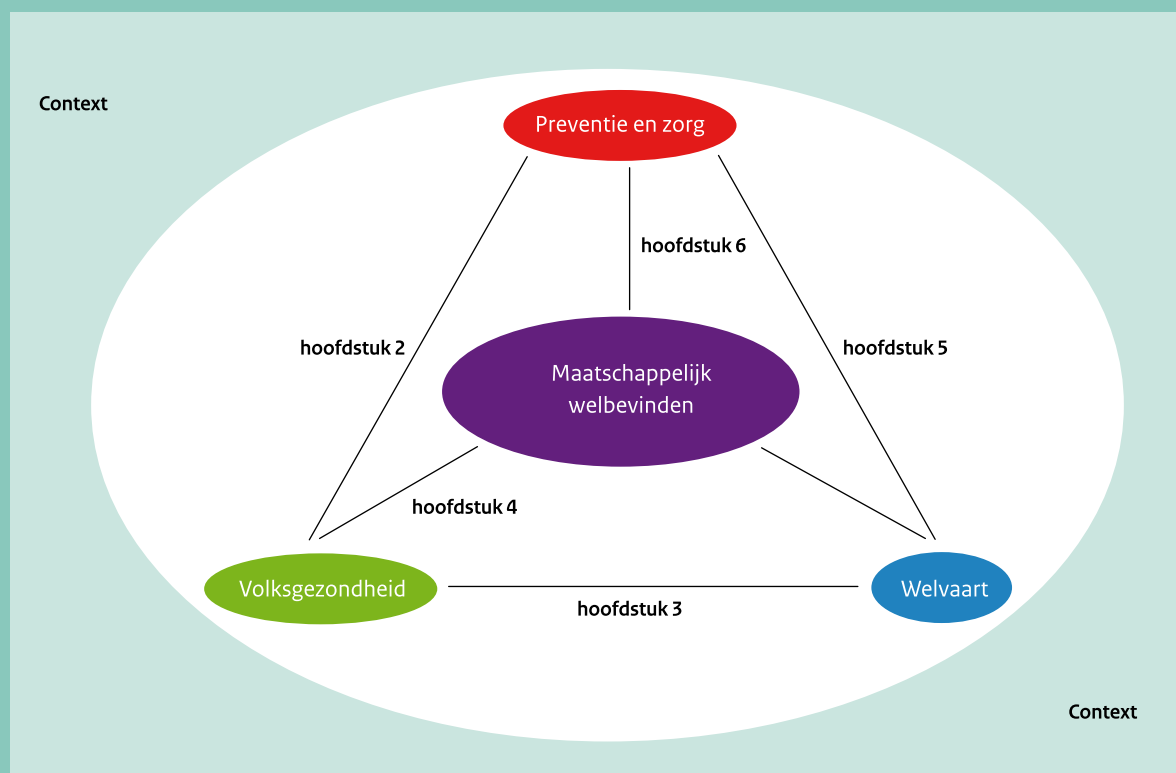 Context
Preventie en zorg
hoofdstuk 6
hoofdstuk 2
hoofdstuk 5
Maatschappelijk
welbevinden
hoofdstuk 4
Volksgezondheid
Welvaart
hoofdstuk 3
Context